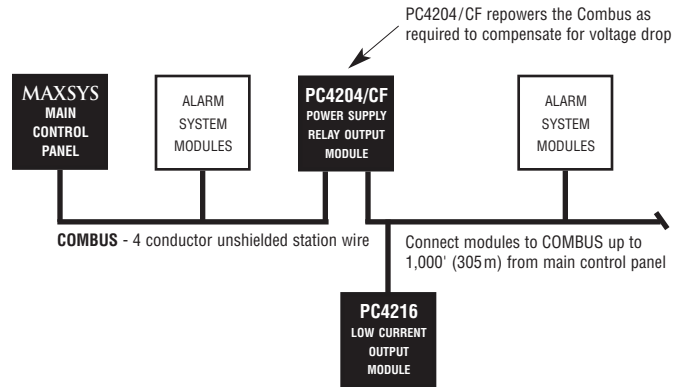 PC4204/CF repowers the Combus as
required to compensate for voltage drop
MAXSYS
MAIN
CONTROL
PANEL
ALARM
SYSTEM
MODULES
PC4204/CF
POWER SUPPLY
RELAY OUTPUT
MODULE
ALARM
SYSTEM
MODULES
COMBUS - 4 conductor unshielded station wire
Connect modules to COMBUS up to
1,000' (305m) from main control panel
PC4216
LOW CURRENT
OUTPUT
MODULE